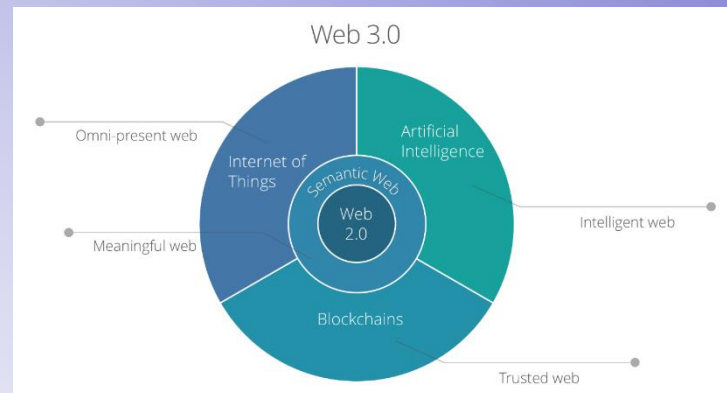 Web 3.0
Omni-present web
Internet of
Things
Artificial
Intelligence
Semantic Web
Web
2.0
Meaningful web
Intelligent web
Blockchains
Trusted web